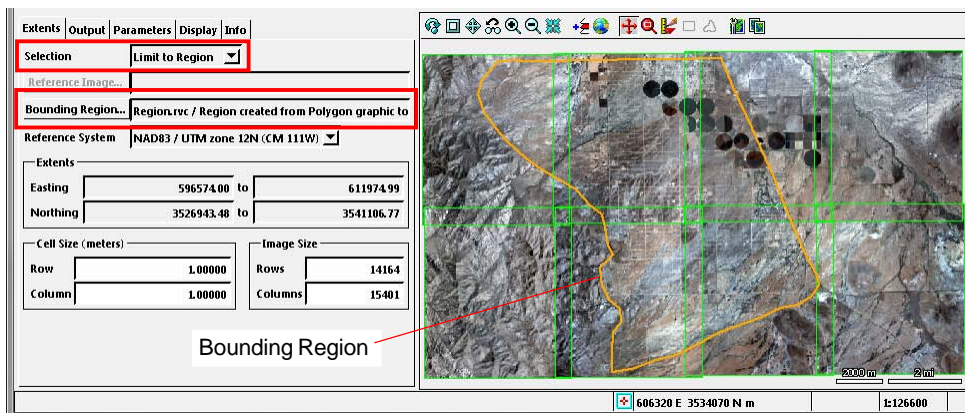 Extents Output Parameters Display Info
Selection Limit to Region
Reference Image...
Bounding Region... Region.rvc / Region created from Polygon graphic to
Reference System NAD83 / UTM zone 12N (CM 111W)
Extents
Easting 596574.00 to 611974.99
Northing 3526943.48 to 3541106.77
Cell Size (meters) Image Size
Row 1.00000 Rows 14164
Column 1.00000 Columns 15401
Bounding Region
2000 m 2 mi
606320 E 3534070 N m 1:126600